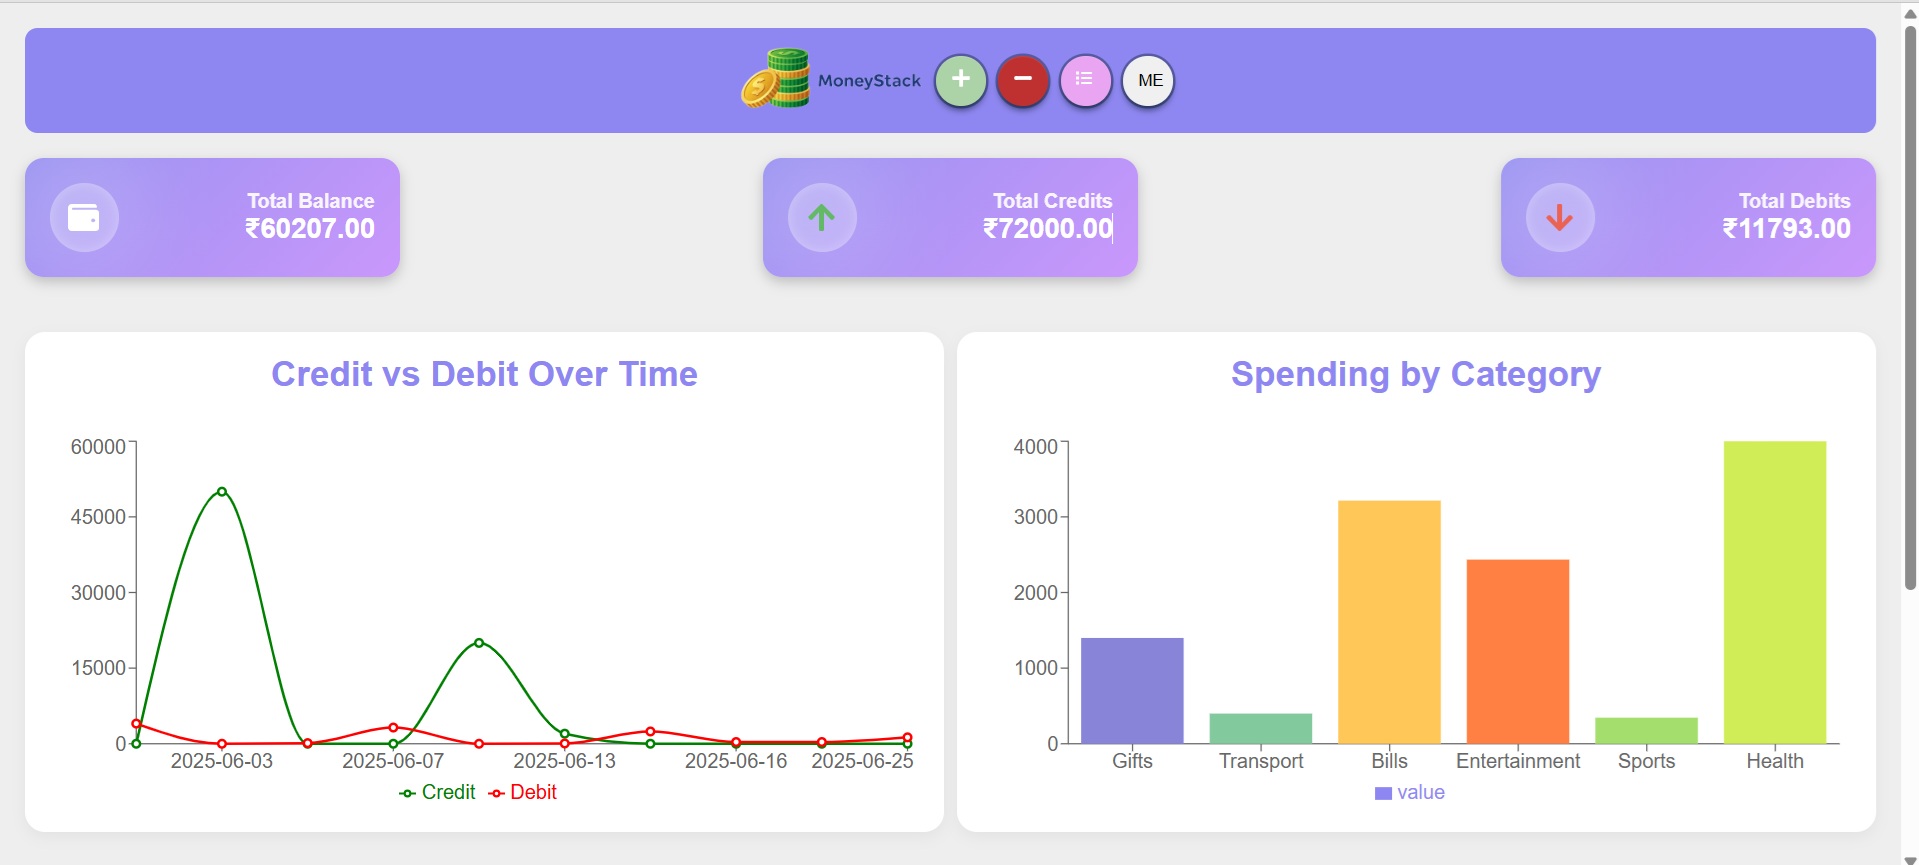 MoneyStack
ME
Total Balance
₹60207.00
Total Credits
₹72000.00
Total Debits
₹11793.00
Credit vs Debit Over Time
60000
45000
30000
15000
0
2025-06-03 2025-06-07 2025-06-13 2025-06-16 2025-06-25
Credit Debit
Spending by Category
4000
3000
2000
1000
0
Gifts Transport Bills Entertainment Sports Health
value